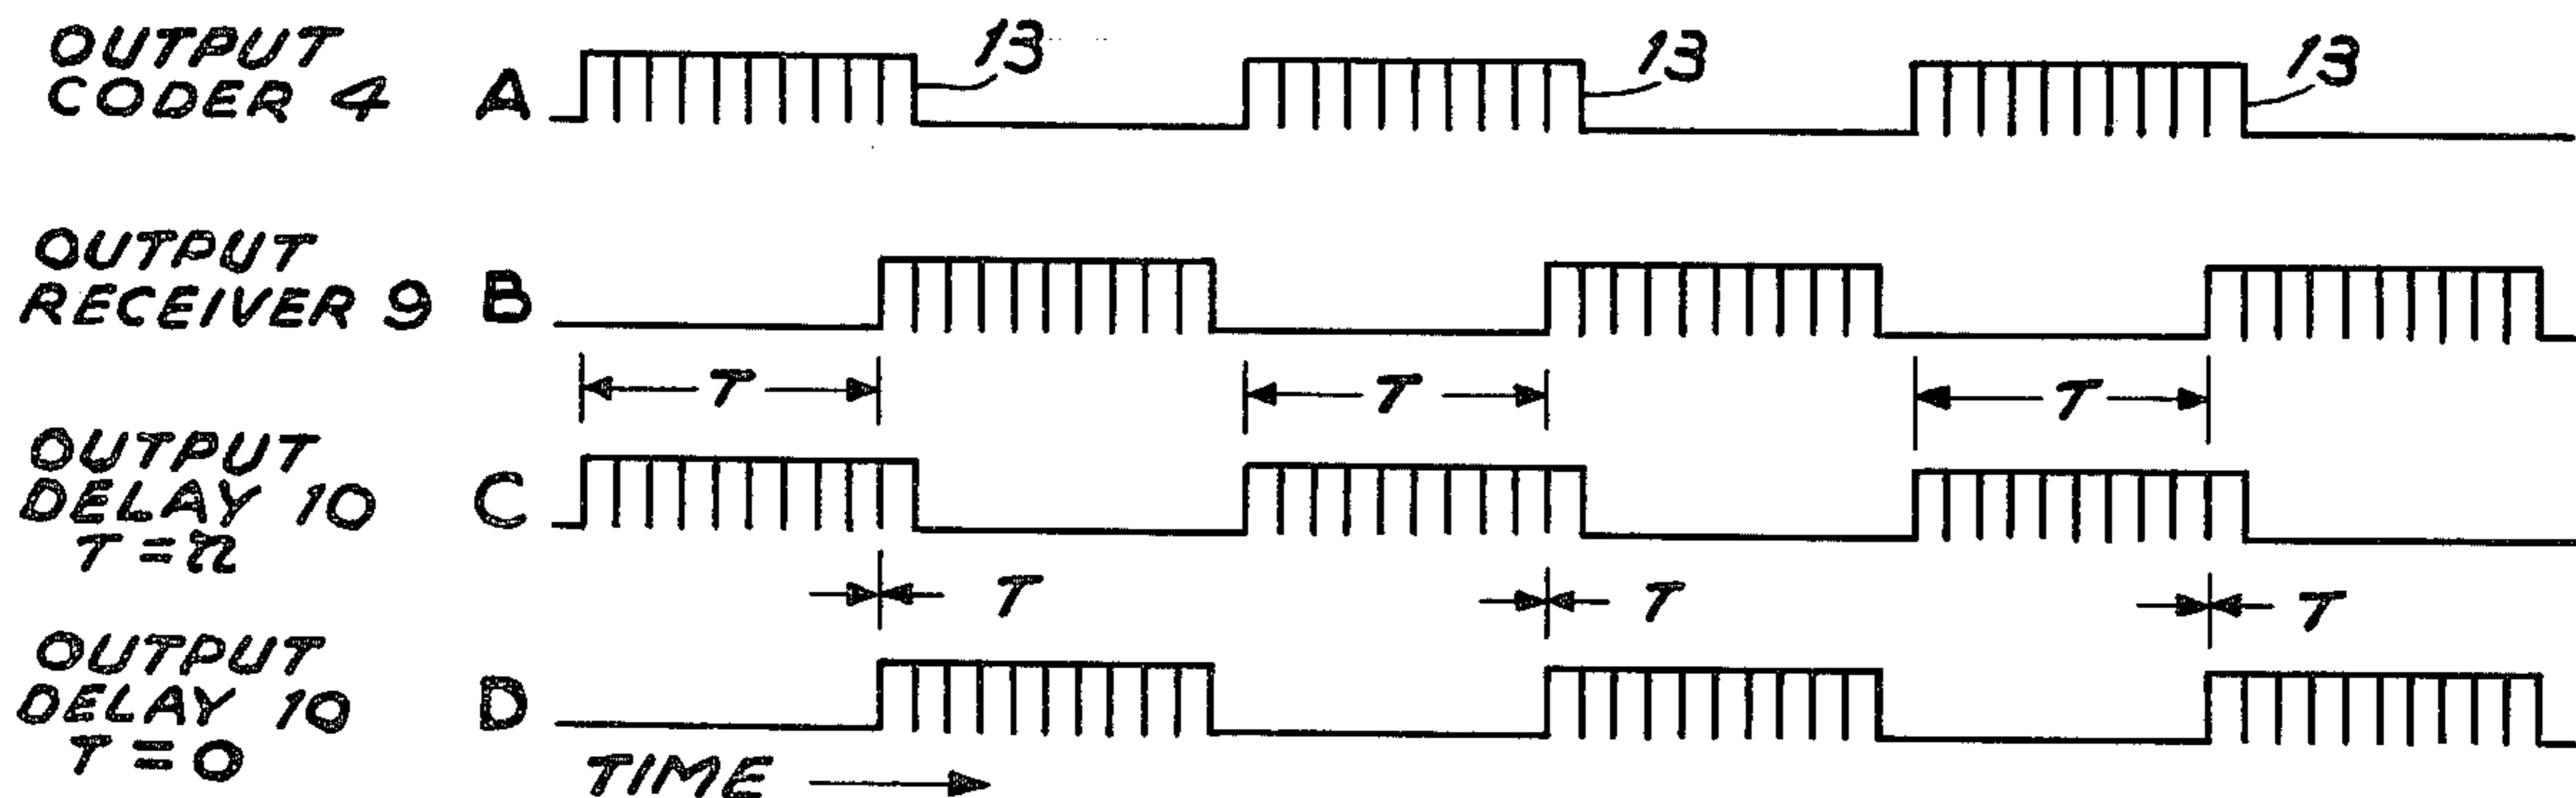 OUTPUT
CODER 4 A 13 13 13
OUTPUT
RECEIVER 9 B
T T T
OUTPUT
DELAY 10 C
T = n
T T T
OUTPUT
DELAY 10 D
T = 0
TIME